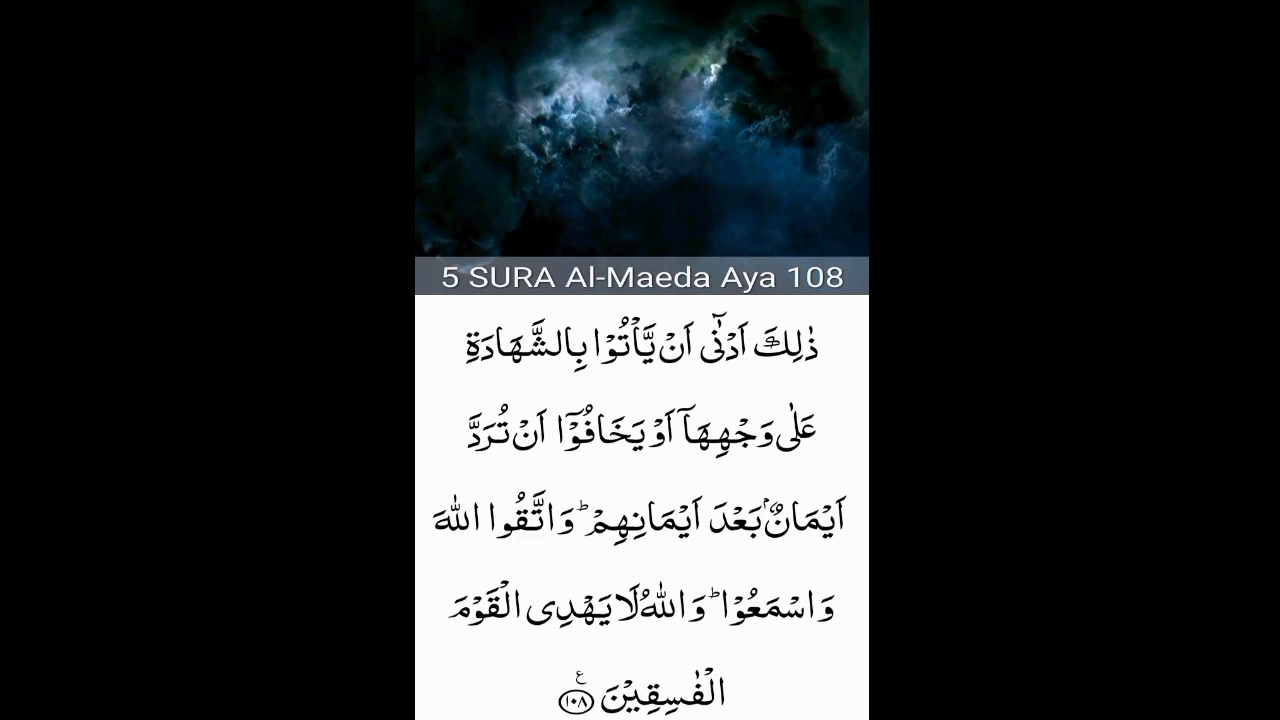 5 SURA Al-Maeda Aya 108
ذٰلِكَ اَدْنٰۤى اَنْ يَّاْتُوْا بِالشَّهَادَةِ
عَلٰى وَجْهِهَاۤ اَوْ يَخَافُوْۤا اَنْ تُرَدَّ
اَيْمَانٌۢ بَعْدَ اَيْمَانِهِمْ ؕ وَاتَّقُوا اللّٰهَ
وَاسْمَعُوْا ؕ وَاللّٰهُ لَا يَهْدِى الْقَوْمَ
الْفٰسِقِيْنَ ۧ ﴿۱۰۸﴾